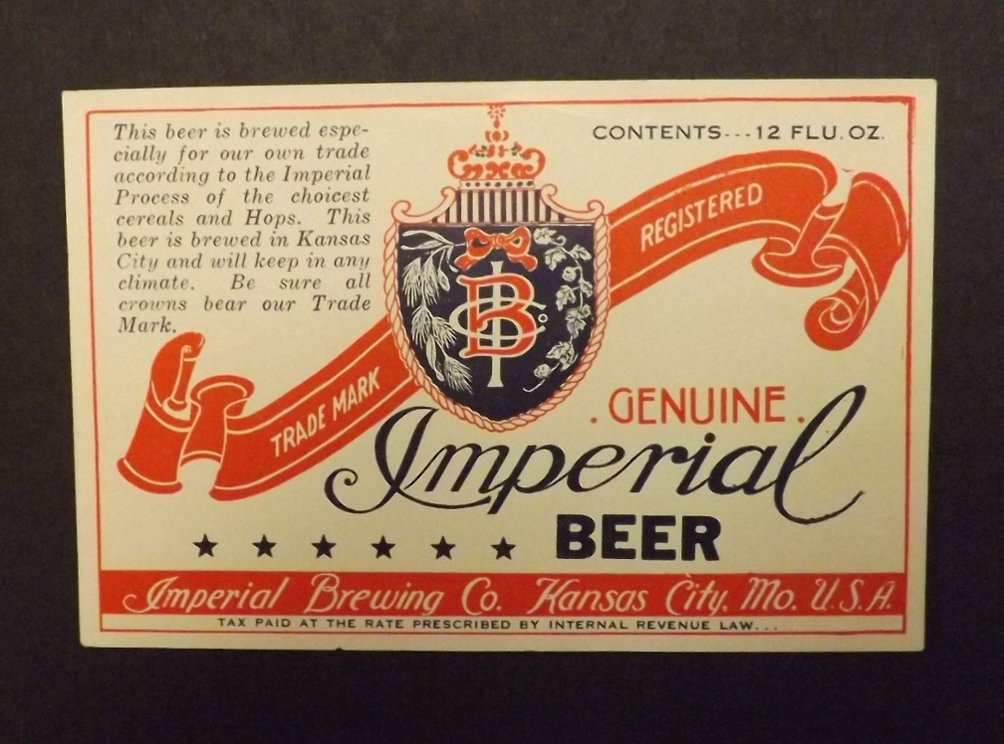 This beer is brewed espe-
cially for our own trade
according to the Imperial
Process of the choicest
cereals and Hops. This
beer is brewed in Kansas
City and will keep in any
climate. Be sure all
crowns bear our Trade
Mark.
CONTENTS---12 FLU. OZ.
REGISTERED
IBCo
TRADE MARK
. GENUINE .
Imperial
BEER
Imperial Brewing Co. Kansas City, Mo. U.S.A.
TAX PAID AT THE RATE PRESCRIBED BY INTERNAL REVENUE LAW...